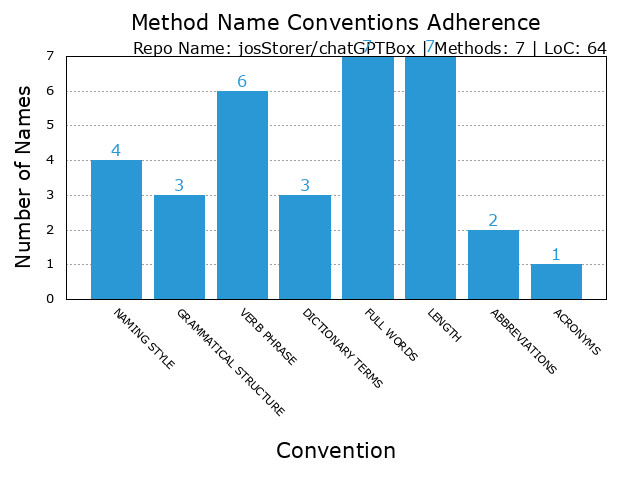 Method Name Conventions Adherence
Repo Name: josStorer/chatGPTBox | Methods: 7 | LoC: 64
Number of Names
7
6
5
4
3
2
1
0
4
3
6
3
7
7
2
1
NAMING STYLE
GRAMMATICAL STRUCTURE
VERB PHRASE
DICTIONARY TERMS
FULL WORDS
LENGTH
ABBREVIATIONS
ACRONYMS
Convention